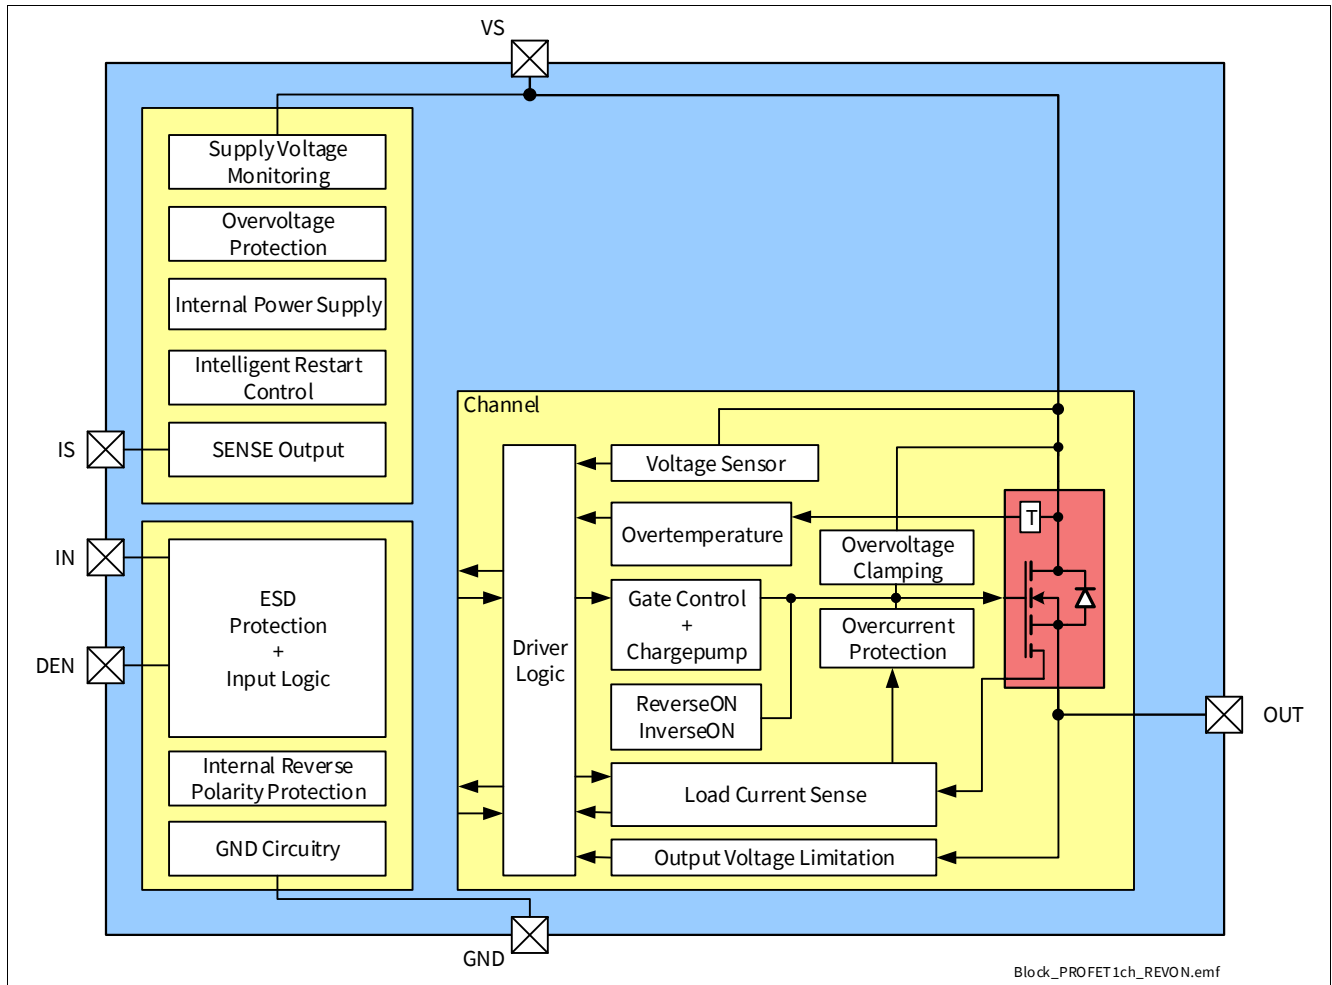 VS
Supply Voltage
Monitoring
Overvoltage
Protection
Internal Power Supply
Intelligent Restart
Control
IS
SENSE Output
IN
DEN
ESD
Protection
+
Input Logic
Internal Reverse
Polarity Protection
GND Circuitry
GND
Channel
Driver
Logic
Voltage Sensor
Overtemperature
T
Overvoltage
Clamping
Gate Control
+
Chargepump
Overcurrent
Protection
ReverseON
InverseON
Load Current Sense
Output Voltage Limitation
OUT
Block_PROFET1ch_REVON.emf